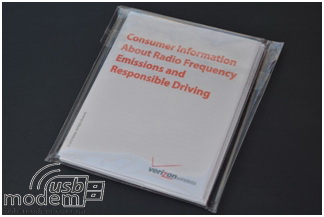 Consumer Information
About Radio Frequency
Emissions and
Responsible Driving
verizon wireless
usb
modem